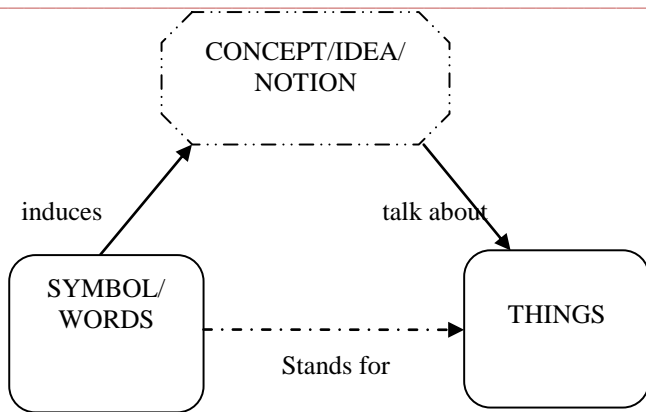 CONCEPT/IDEA/
NOTION
induces
talk about
SYMBOL/
WORDS
THINGS
Stands for